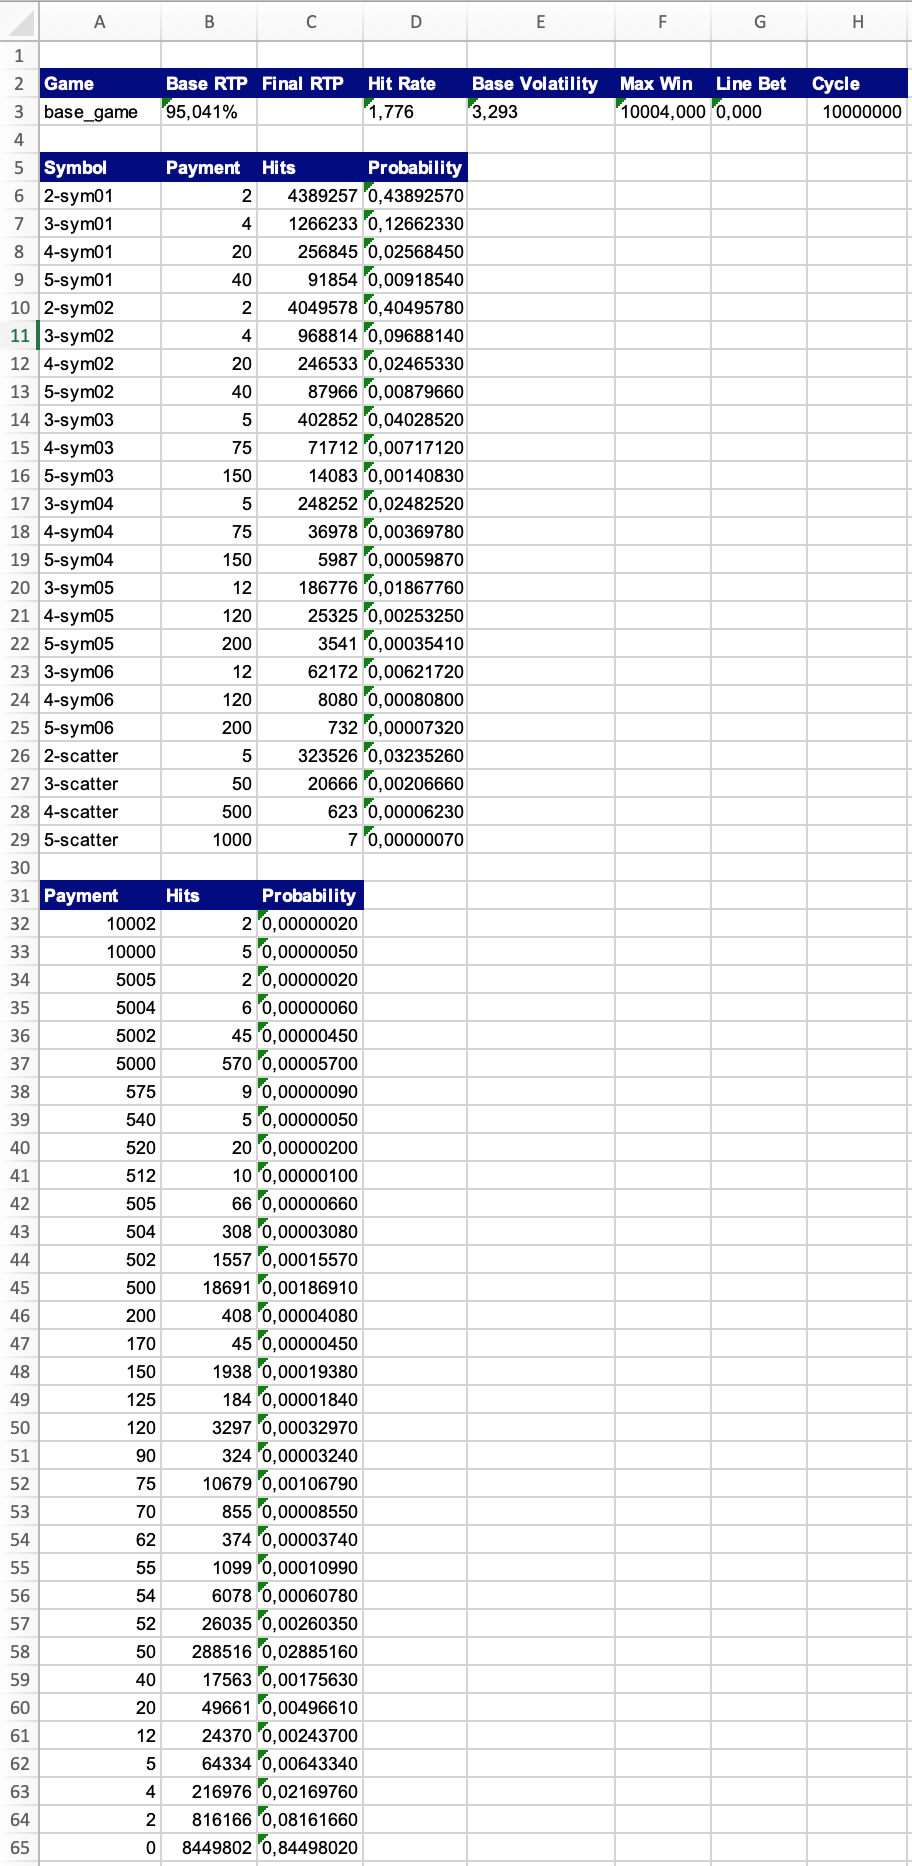 A B C D E F G H
1
2 Game Base RTP Final RTP Hit Rate Base Volatility Max Win Line Bet Cycle
3 base_game 95,041% 1,776 3,293 10004,000 0,000 10000000
4
5 Symbol Payment Hits Probability
6 2-sym01 2 4389257 0,43892570
7 3-sym01 4 1266233 0,12662330
8 4-sym01 20 256845 0,02568450
9 5-sym01 40 91854 0,00918540
10 2-sym02 2 4049578 0,40495780
11 3-sym02 4 968814 0,09688140
12 4-sym02 20 246533 0,02465330
13 5-sym02 40 87966 0,00879660
14 3-sym03 5 402852 0,04028520
15 4-sym03 75 71712 0,00717120
16 5-sym03 150 14083 0,00140830
17 3-sym04 5 248252 0,02482520
18 4-sym04 75 36978 0,00369780
19 5-sym04 150 5987 0,00059870
20 3-sym05 12 186776 0,01867760
21 4-sym05 120 25325 0,00253250
22 5-sym05 200 3541 0,00035410
23 3-sym06 12 62172 0,00621720
24 4-sym06 120 8080 0,00080800
25 5-sym06 200 732 0,00007320
26 2-scatter 5 323526 0,03235260
27 3-scatter 50 20666 0,00206660
28 4-scatter 500 623 0,00006230
29 5-scatter 1000 7 0,00000070
30
31 Payment Hits Probability
32 10002 2 0,00000020
33 10000 5 0,00000050
34 5005 2 0,00000020
35 5004 6 0,00000060
36 5002 45 0,00000450
37 5000 570 0,00005700
38 575 9 0,00000090
39 540 5 0,00000050
40 520 20 0,00000200
41 512 10 0,00000100
42 505 66 0,00000660
43 504 308 0,00003080
44 502 1557 0,00015570
45 500 18691 0,00186910
46 200 408 0,00004080
47 170 45 0,00000450
48 150 1938 0,00019380
49 125 184 0,00001840
50 120 3297 0,00032970
51 90 324 0,00003240
52 75 10679 0,00106790
53 70 855 0,00008550
54 62 374 0,00003740
55 55 1099 0,00010990
56 54 6078 0,00060780
57 52 26035 0,00260350
58 50 288516 0,02885160
59 40 17563 0,00175630
60 20 49661 0,00496610
61 12 24370 0,00243700
62 5 64334 0,00643340
63 4 216976 0,02169760
64 2 816166 0,08161660
65 0 8449802 0,84498020